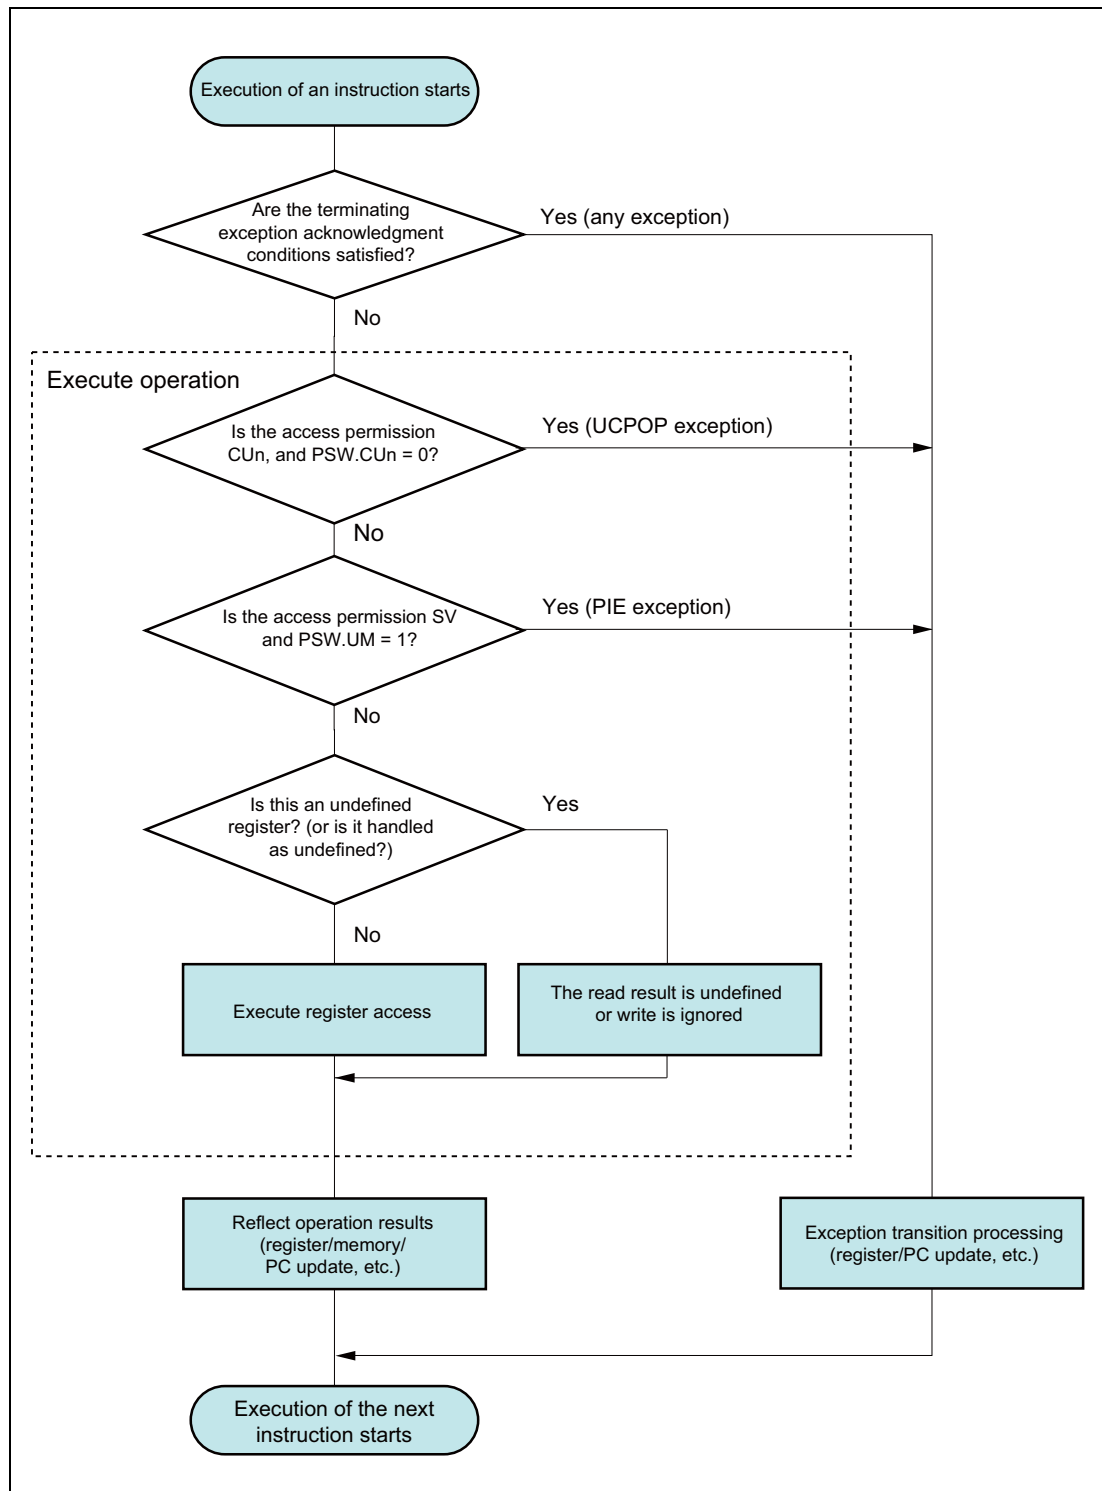 Execution of an instruction starts
Are the terminating
exception acknowledgment
conditions satisfied?
Yes (any exception)
No
Execute operation
Is the access permission
CUn, and PSW.CUn = 0?
Yes (UCPOP exception)
No
Is the access permission SV
and PSW.UM = 1?
Yes (PIE exception)
No
Is this an undefined
register? (or is it handled
as undefined?)
Yes
No
Execute register access
The read result is undefined
or write is ignored
Reflect operation results
(register/memory/
PC update, etc.)
Exception transition processing
(register/PC update, etc.)
Execution of the next
instruction starts